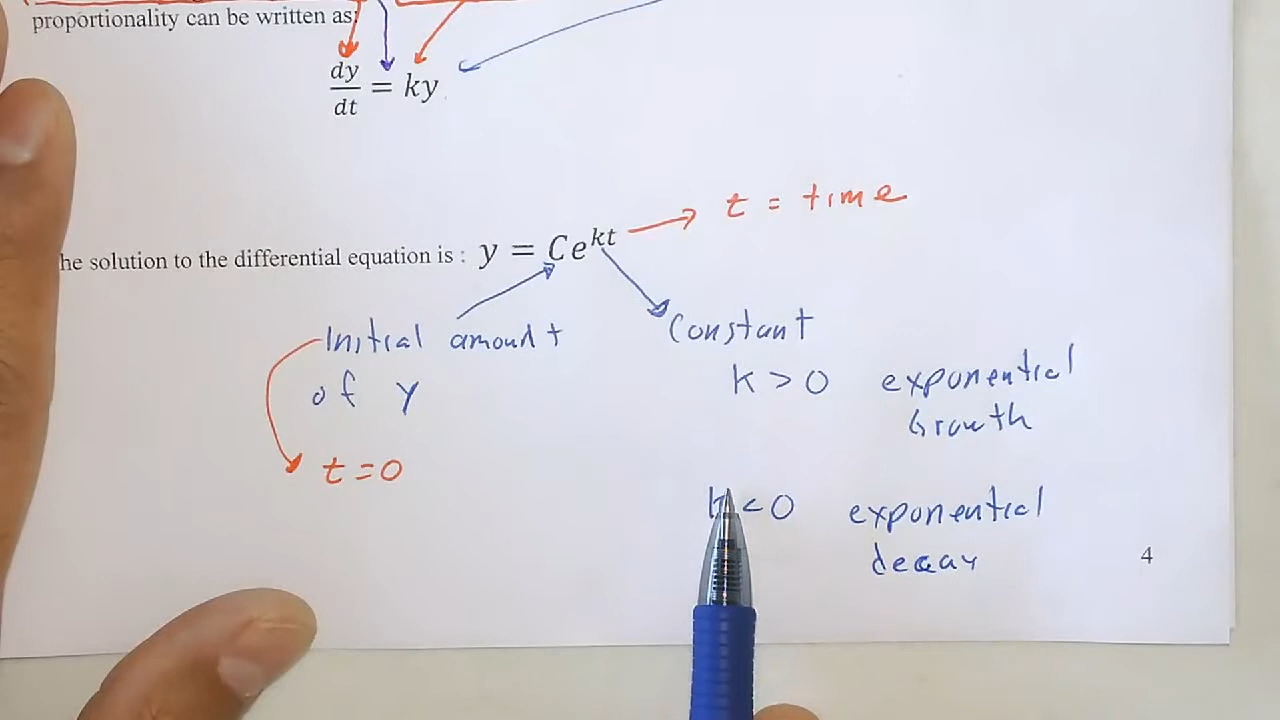 proportionality can be written as:
dy/dt = ky
t = time
he solution to the differential equation is : y = Ce^{kt}
Initial amount
of y
t = 0
Constant
k > 0 exponential
Growth
k < 0 exponential
decay
4